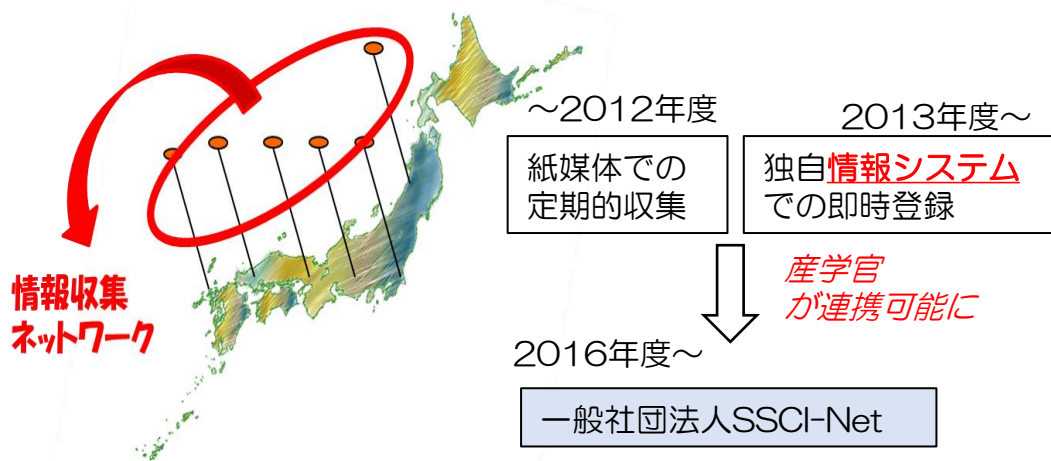 情報収集
ネットワーク
～2012年度
紙媒体での
定期的収集
2013年度～
独自情報システム
での即時登録
産学官
が連携可能に
2016年度～
一般社団法人SSCI-Net